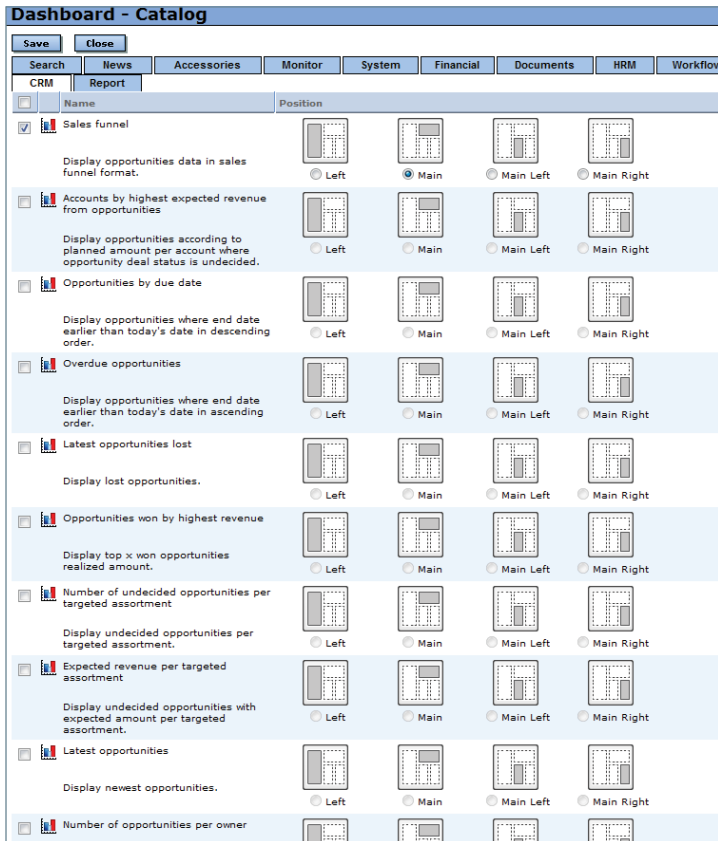 Dashboard - Catalog
Save Close
Search News Accessories Monitor System Financial Documents HRM Workflow
CRM Report
Name Position
Sales funnel
Display opportunities data in sales
funnel format.
Left Main Main Left Main Right
Accounts by highest expected revenue
from opportunities
Display opportunities according to
planned amount per account where
opportunity deal status is undecided.
Left Main Main Left Main Right
Opportunities by due date
Display opportunities where end date
earlier than today's date in descending
order.
Left Main Main Left Main Right
Overdue opportunities
Display opportunities where end date
earlier than today's date in ascending
order.
Left Main Main Left Main Right
Latest opportunities lost
Display lost opportunities.
Left Main Main Left Main Right
Opportunities won by highest revenue
Display top x won opportunities
realized amount.
Left Main Main Left Main Right
Number of undecided opportunities per
targeted assortment
Display undecided opportunities per
targeted assortment.
Left Main Main Left Main Right
Expected revenue per targeted
assortment
Display undecided opportunities with
expected amount per targeted
assortment.
Left Main Main Left Main Right
Latest opportunities
Display newest opportunities.
Left Main Main Left Main Right
Number of opportunities per owner